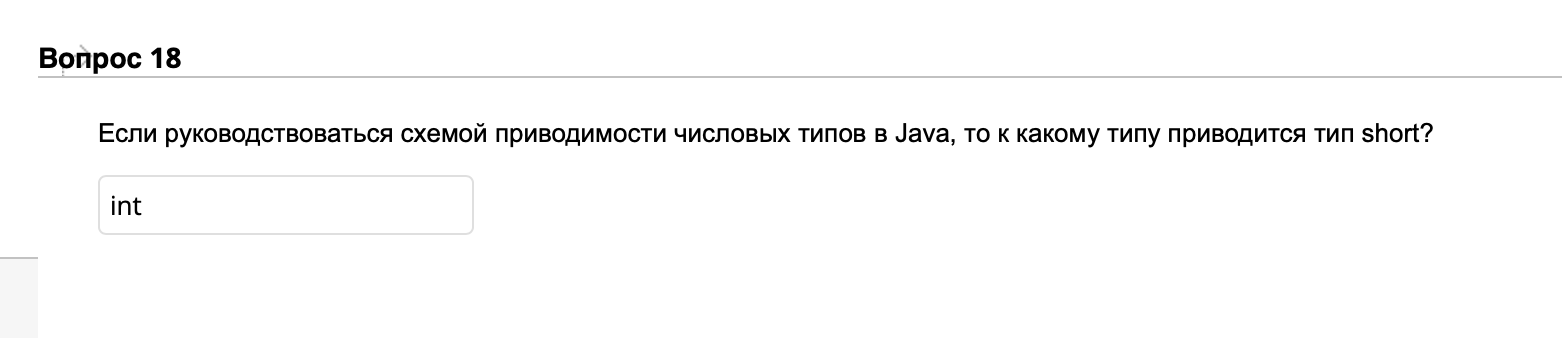 Вопрос 18
Если руководствоваться схемой приводимости числовых типов в Java, то к какому типу приводится тип short?
int